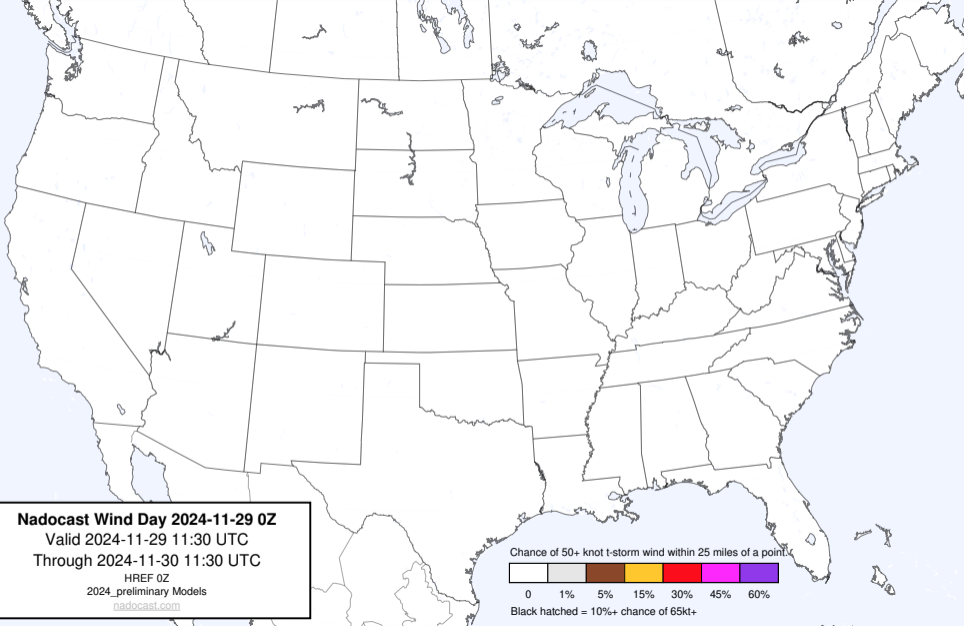 Nadocast Wind Day 2024-11-29 0Z
Valid 2024-11-29 11:30 UTC
Through 2024-11-30 11:30 UTC
HREF 0Z
2024_preliminary Models
nadocast.com
Chance of 50+ knot t-storm wind within 25 miles of a point.
0 1% 5% 15% 30% 45% 60%
Black hatched = 10%+ chance of 65kt+